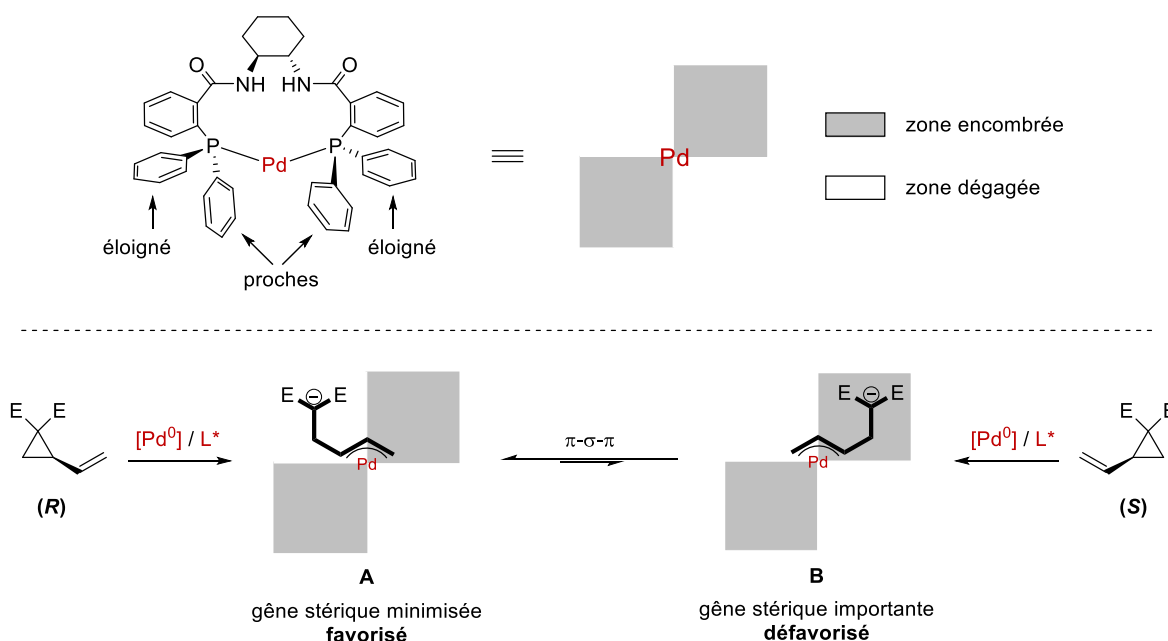 O
NH
HN
O
P
Pd
P
éloigné
proches
éloigné
Pd
zone encombrée
zone dégagée
E E
[Pd⁰] / L*
(R)
E ⊖ E
Pd
A
gêne stérique minimisée
favorisé
π-σ-π
E ⊖ E
Pd
B
gêne stérique importante
défavorisé
[Pd⁰] / L*
E E
(S)